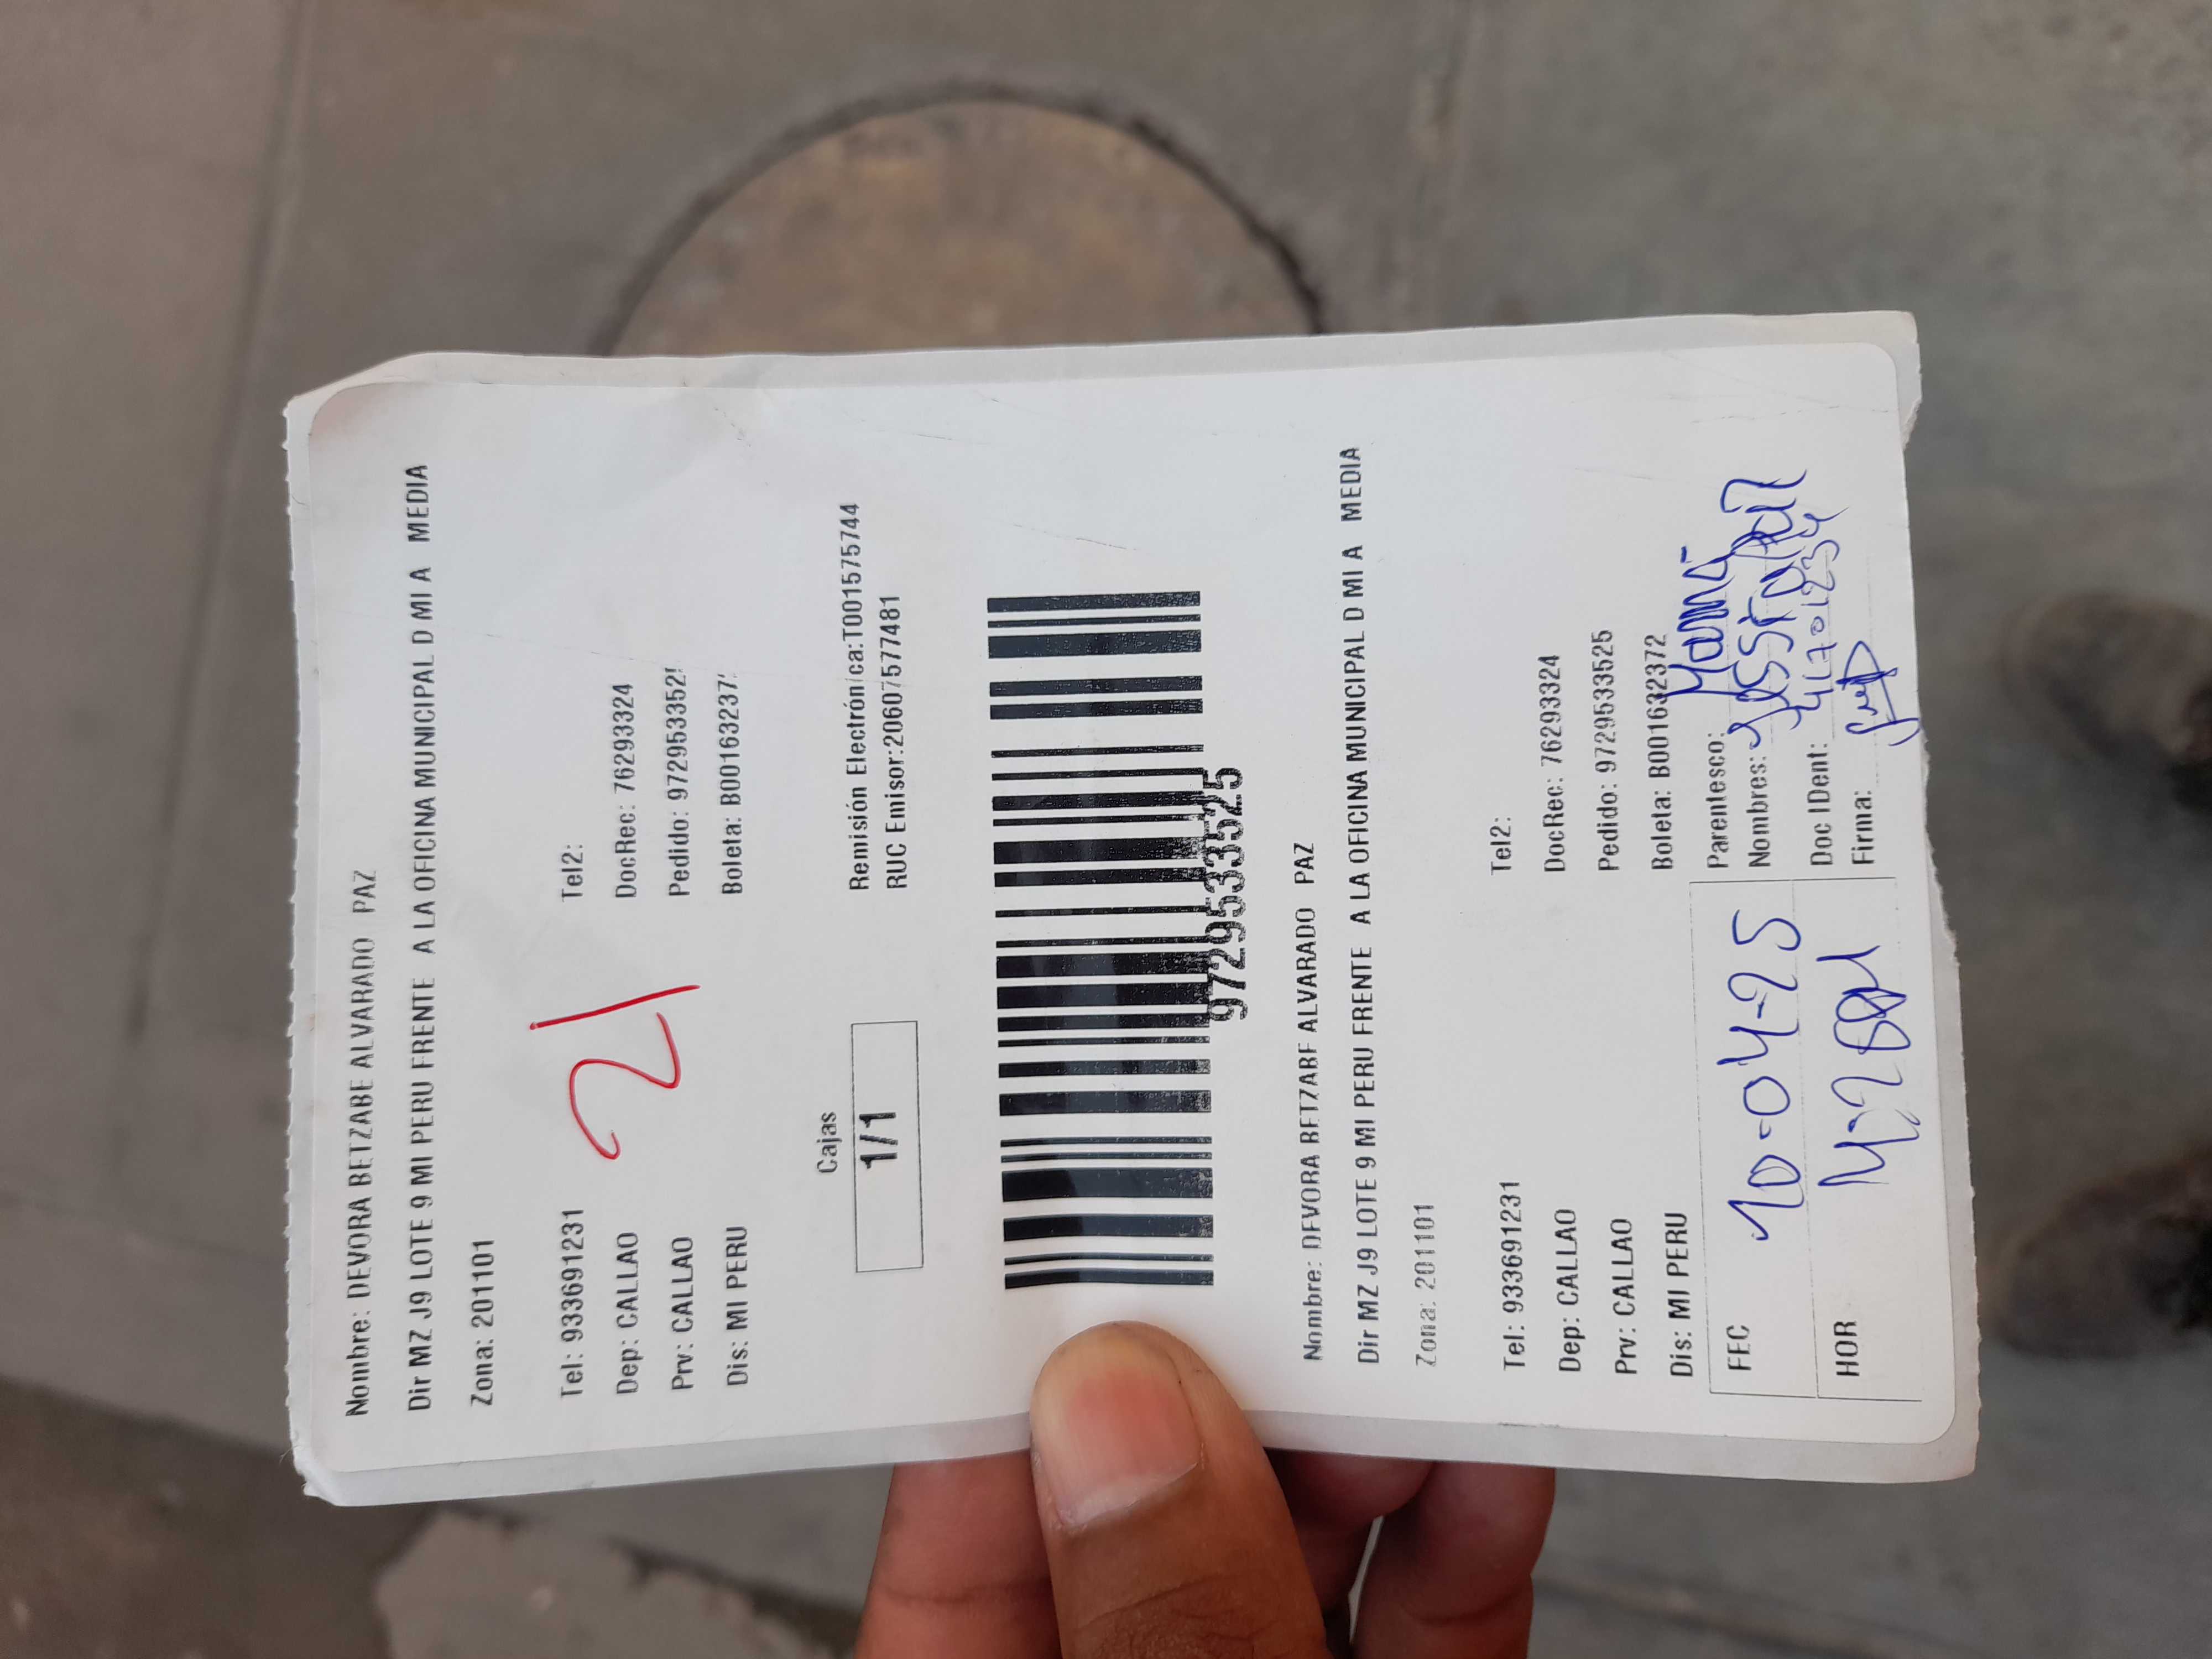 Nombre: DEVORA BETZABE ALVARADO PAZ
Dir MZ J9 LOTE 9 MI PERU FRENTE A LA OFICINA MUNICIPAL D MI A MEDIA
Zona: 201101
Tel: 933691231 Tel2:
Dep: CALLAO DocRec: 76293324
Prv: CALLAO Pedido: 972953352
Dis: MI PERU Boleta: B00163237
21
Cajas
1/1
Remisión Electrónica:T001575744
RUC Emisor:20607577481
9729533525
Nombre: DEVORA BETZABE ALVARADO PAZ
Dir MZ J9 LOTE 9 MI PERU FRENTE A LA OFICINA MUNICIPAL D MI A MEDIA
Zona: 201101
Tel: 933691231 Tel2:
Dep: CALLAO DocRec: 76293324
Prv: CALLAO Pedido: 9729533525
Dis: MI PERU Boleta: B001632372
FEC 10-04-25
HOR
Parentesco: Mamá
Nombres:
Doc IDent:
Firma: